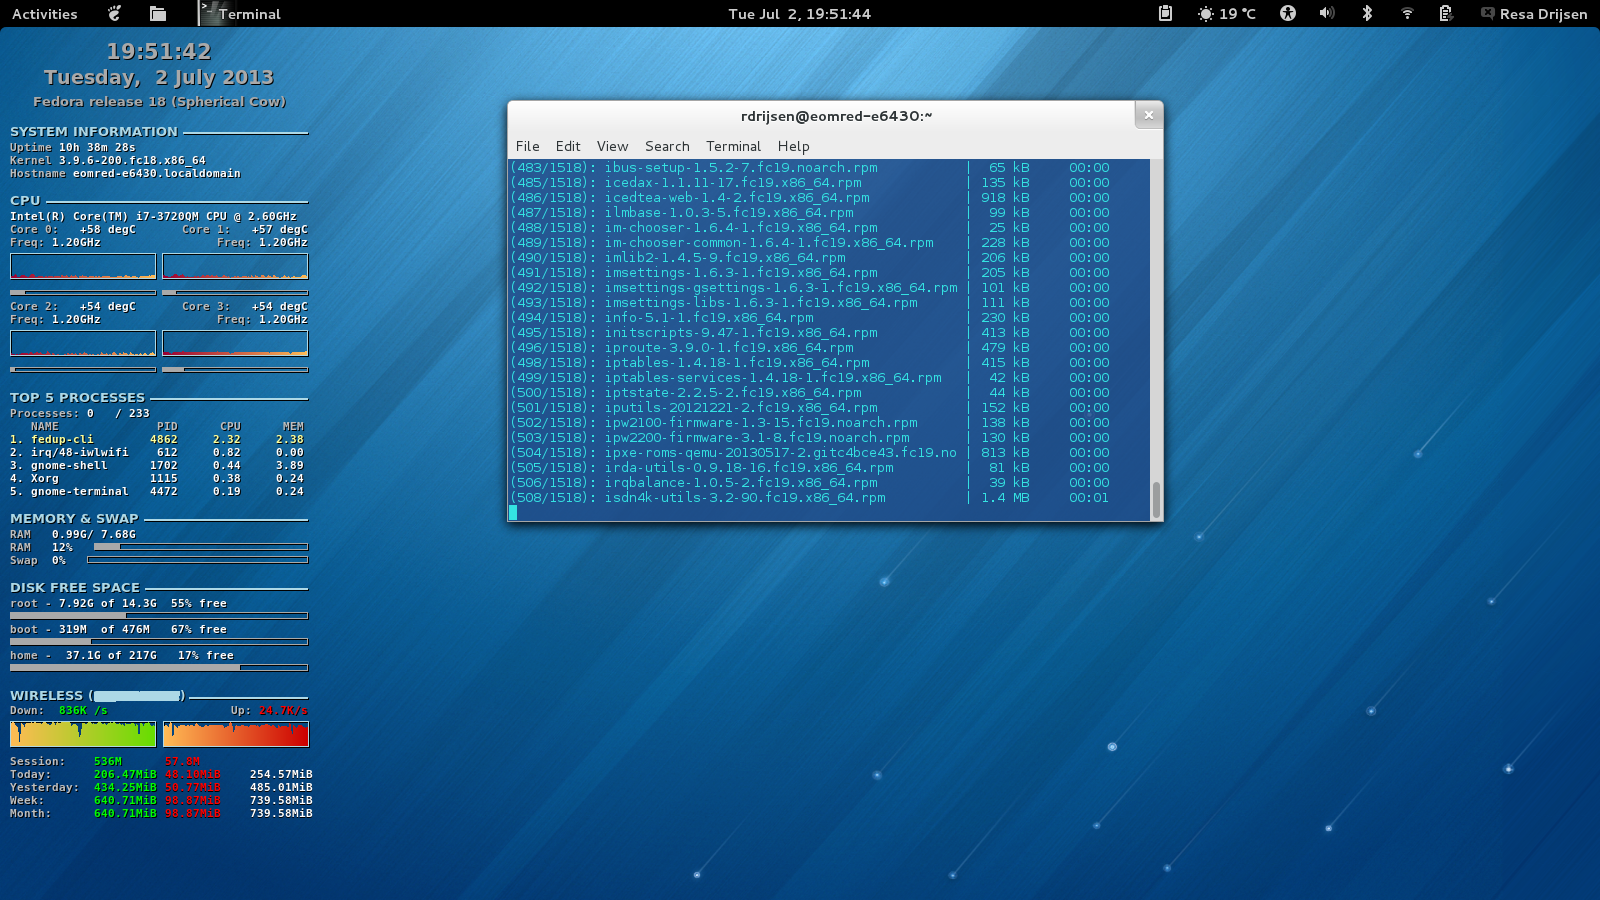 Activities Terminal Tue Jul 2, 19:51:44 19 °C Resa Drijsen
19:51:42
Tuesday, 2 July 2013
Fedora release 18 (Spherical Cow)
SYSTEM INFORMATION
Uptime 10h 38m 28s
Kernel 3.9.6-200.fc18.x86_64
Hostname eomred-e6430.localdomain
CPU
Intel(R) Core(TM) i7-3720QM CPU @ 2.60GHz
Core 0: +58 degC Core 1: +57 degC
Freq: 1.20GHz Freq: 1.20GHz
Core 2: +54 degC Core 3: +54 degC
Freq: 1.20GHz Freq: 1.20GHz
TOP 5 PROCESSES
Processes: 0 / 233
NAME PID CPU MEM
1. fedup-cli 4862 2.32 2.38
2. irq/48-iwlwifi 612 0.82 0.00
3. gnome-shell 1702 0.44 3.89
4. Xorg 1115 0.38 0.24
5. gnome-terminal 4472 0.19 0.24
MEMORY & SWAP
RAM 0.99G/ 7.68G
RAM 12%
Swap 0%
DISK FREE SPACE
root - 7.92G of 14.3G 55% free
boot - 319M of 476M 67% free
home - 37.1G of 217G 17% free
WIRELESS ( )
Down: 836K /s Up: 24.7K/s
Session: 536M 57.8M
Today: 206.47MiB 48.10MiB 254.57MiB
Yesterday: 434.25MiB 50.77MiB 485.01MiB
Week: 640.71MiB 98.87MiB 739.58MiB
Month: 640.71MiB 98.87MiB 739.58MiB
rdrijsen@eomred-e6430:~
File Edit View Search Terminal Help
(483/1518): ibus-setup-1.5.2-7.fc19.noarch.rpm | 65 kB 00:00
(485/1518): icedax-1.1.11-17.fc19.x86_64.rpm | 135 kB 00:00
(486/1518): icedtea-web-1.4-2.fc19.x86_64.rpm | 918 kB 00:00
(487/1518): ilmbase-1.0.3-5.fc19.x86_64.rpm | 99 kB 00:00
(488/1518): im-chooser-1.6.4-1.fc19.x86_64.rpm | 25 kB 00:00
(489/1518): im-chooser-common-1.6.4-1.fc19.x86_64.rpm | 228 kB 00:00
(490/1518): imlib2-1.4.5-9.fc19.x86_64.rpm | 206 kB 00:00
(491/1518): imsettings-1.6.3-1.fc19.x86_64.rpm | 205 kB 00:00
(492/1518): imsettings-gsettings-1.6.3-1.fc19.x86_64.rpm | 101 kB 00:00
(493/1518): imsettings-libs-1.6.3-1.fc19.x86_64.rpm | 111 kB 00:00
(494/1518): info-5.1-1.fc19.x86_64.rpm | 230 kB 00:00
(495/1518): initscripts-9.47-1.fc19.x86_64.rpm | 413 kB 00:00
(496/1518): iproute-3.9.0-1.fc19.x86_64.rpm | 479 kB 00:00
(498/1518): iptables-1.4.18-1.fc19.x86_64.rpm | 415 kB 00:00
(499/1518): iptables-services-1.4.18-1.fc19.x86_64.rpm | 42 kB 00:00
(500/1518): iptstate-2.2.5-2.fc19.x86_64.rpm | 44 kB 00:00
(501/1518): iputils-20121221-2.fc19.x86_64.rpm | 152 kB 00:00
(502/1518): ipw2100-firmware-1.3-15.fc19.noarch.rpm | 138 kB 00:00
(503/1518): ipw2200-firmware-3.1-8.fc19.noarch.rpm | 130 kB 00:00
(504/1518): ipxe-roms-qemu-20130517-2.gitc4bce43.fc19.no | 813 kB 00:00
(505/1518): irda-utils-0.9.18-16.fc19.x86_64.rpm | 81 kB 00:00
(506/1518): irqbalance-1.0.5-2.fc19.x86_64.rpm | 39 kB 00:00
(508/1518): isdn4k-utils-3.2-90.fc19.x86_64.rpm | 1.4 MB 00:01